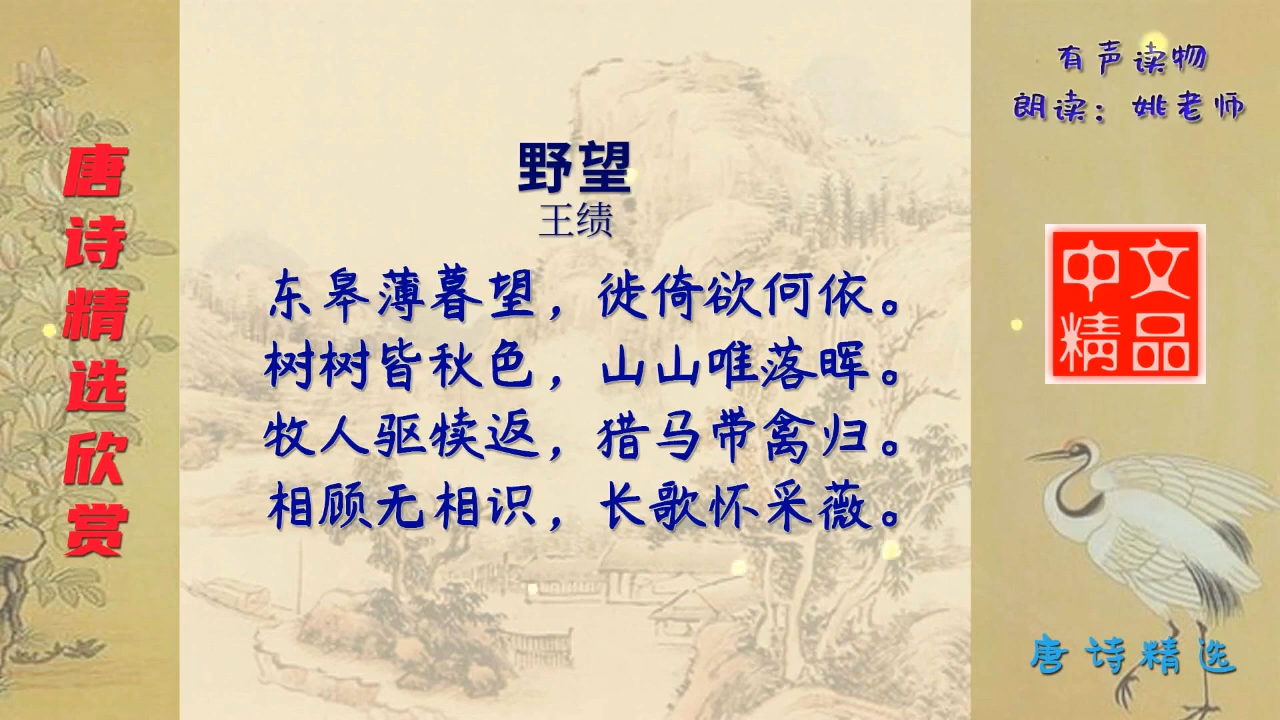 唐诗精选欣赏
野望
王绩
东皋薄暮望，徙倚欲何依。
树树皆秋色，山山唯落晖。
牧人驱犊返，猎马带禽归。
相顾无相识，长歌怀采薇。
有声读物
朗读：姚老师
中文
精品
唐诗精选